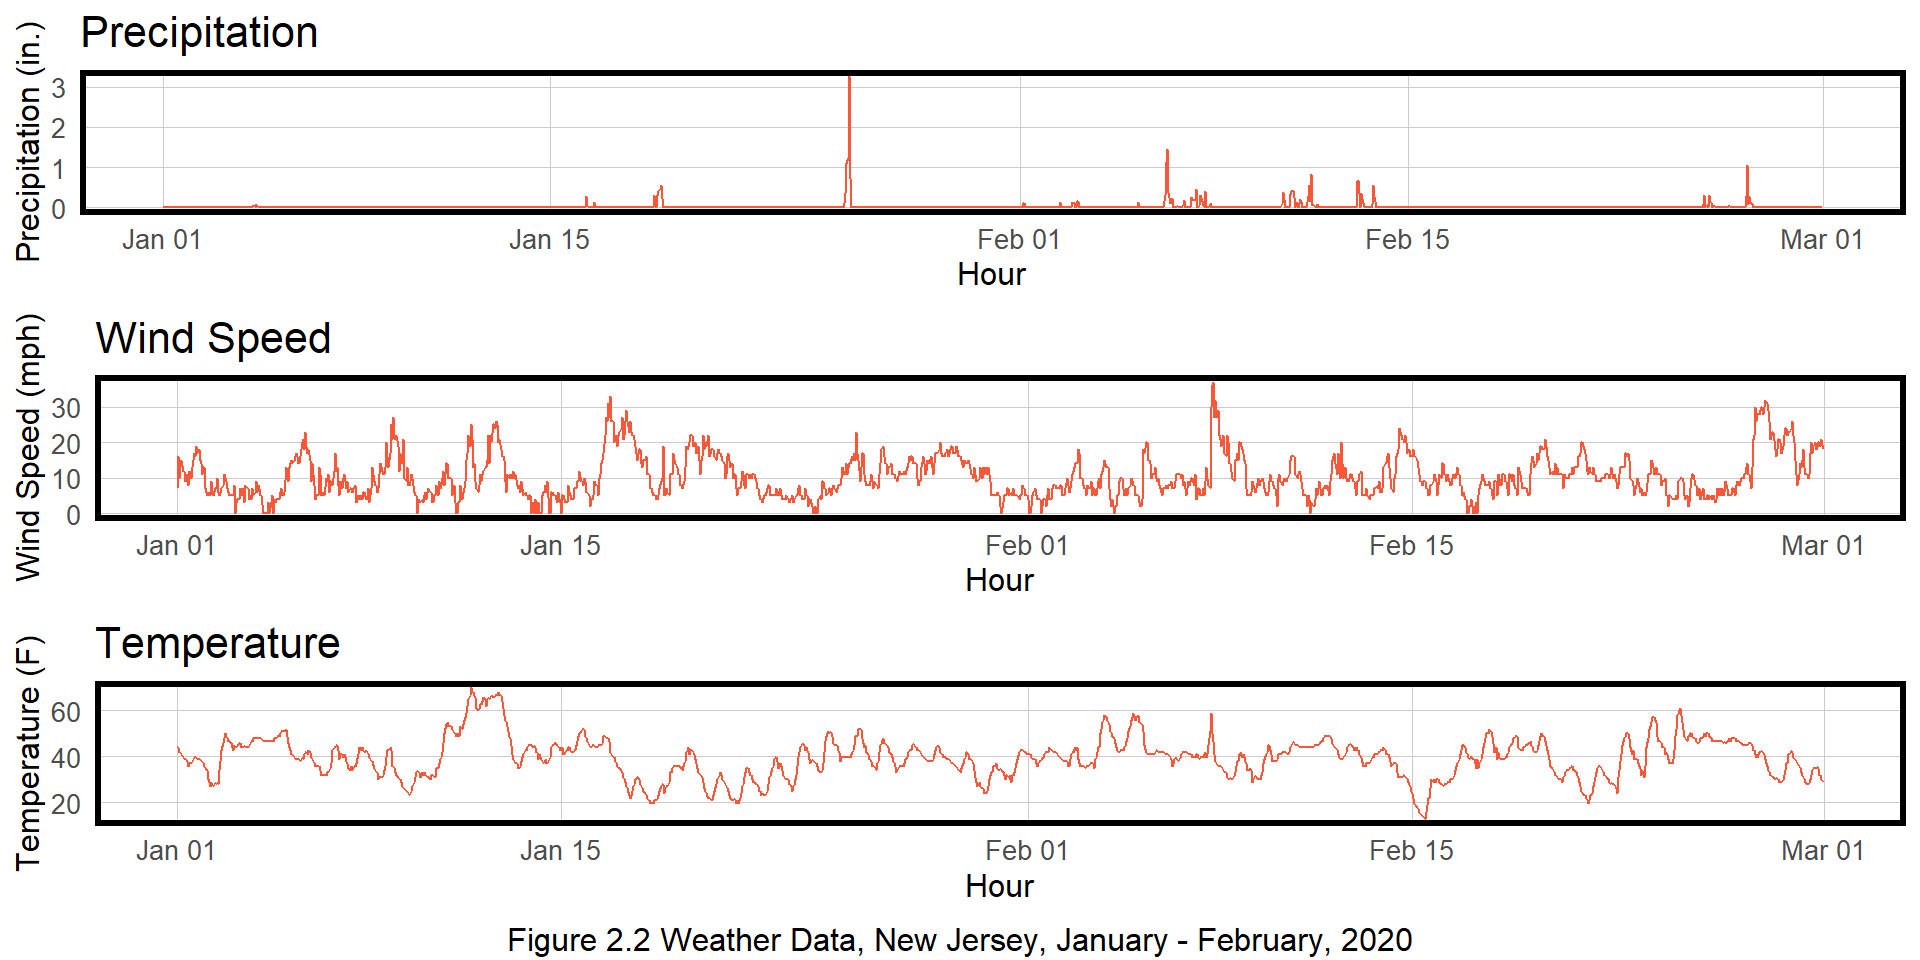 Precipitation
Precipitation (in.)
3
2
1
0
Jan 01 Jan 15 Feb 01 Feb 15 Mar 01
Hour
Wind Speed
Wind Speed (mph)
30
20
10
0
Jan 01 Jan 15 Feb 01 Feb 15 Mar 01
Hour
Temperature
Temperature (F)
60
40
20
Jan 01 Jan 15 Feb 01 Feb 15 Mar 01
Hour
Figure 2.2 Weather Data, New Jersey, January - February, 2020